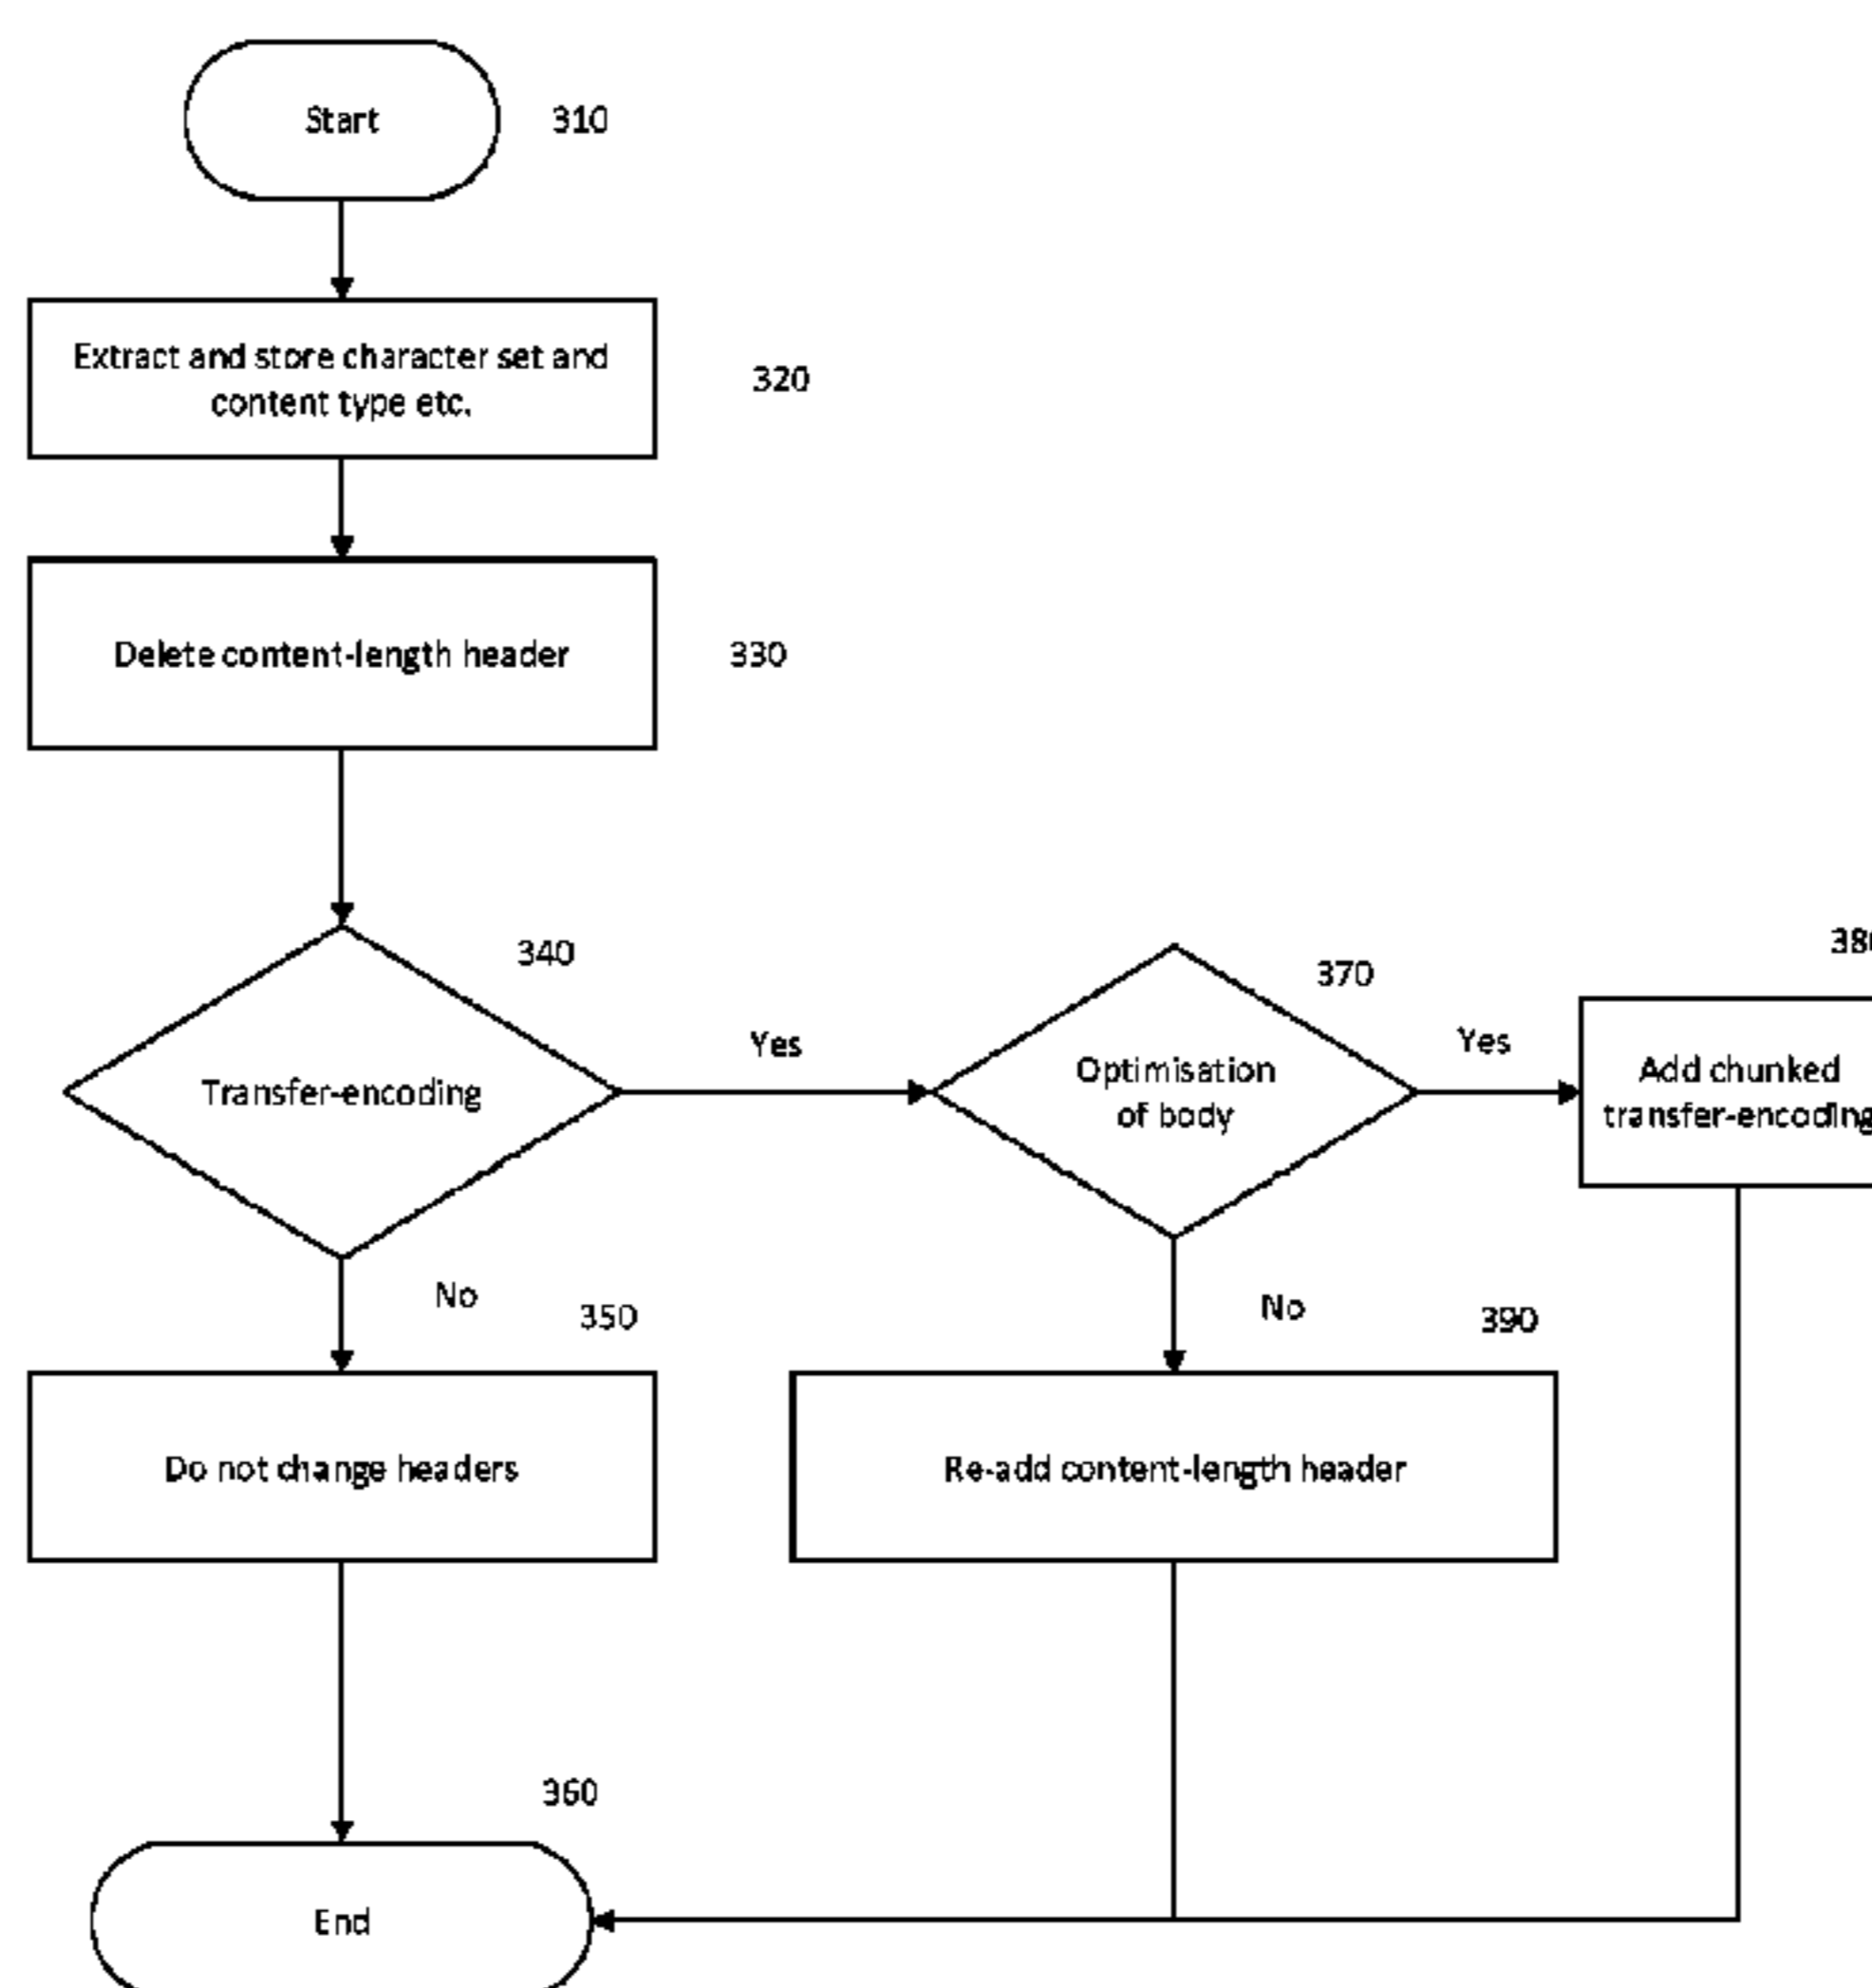 Start
310
Extract and store character set and
content type etc.
320
Delete content-length header
330
340
Transfer-encoding
Yes
370
Optimisation
of body
Yes
Add chunked
transfer-encoding
No
350
Do not change headers
No
390
Re-add content-length header
360
End